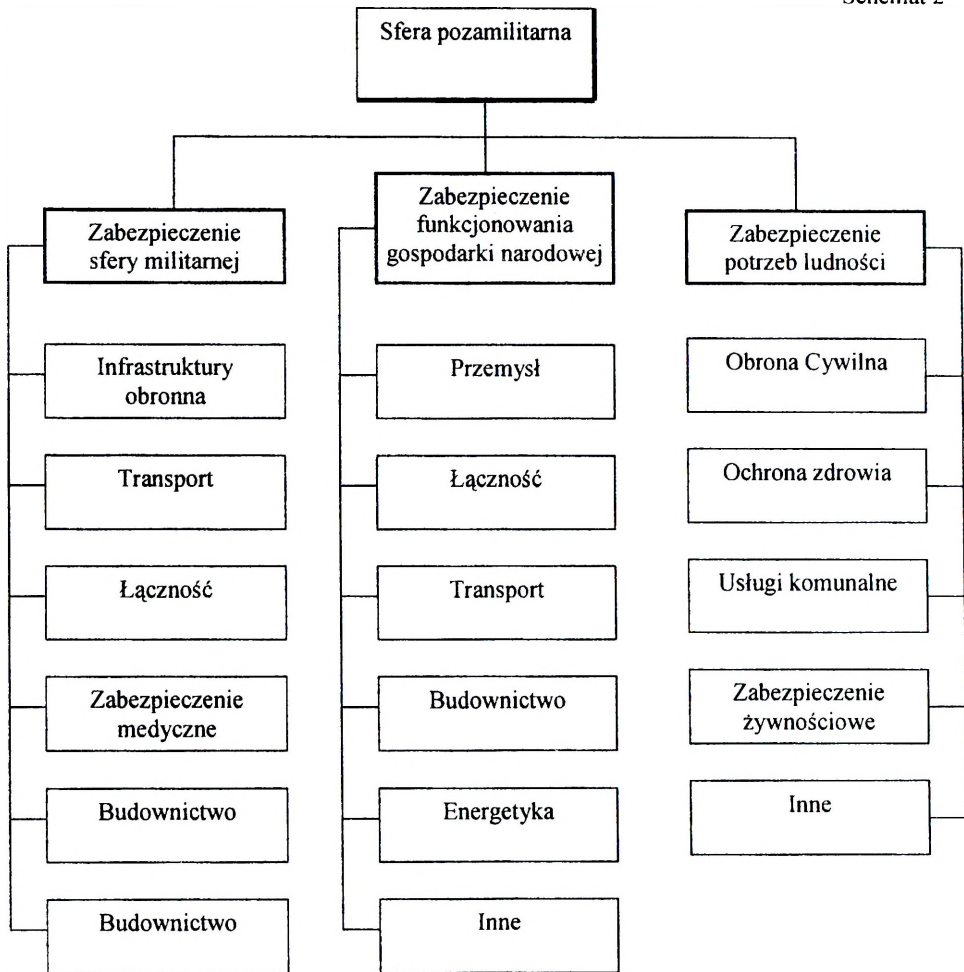 Schemat 2
Sfera pozamilitarna
Zabezpieczenie
sfery militarnej
Zabezpieczenie
funkcjonowania
gospodarki narodowej
Zabezpieczenie
potrzeb ludności
Infrastruktury
obronna
Transport
Łączność
Zabezpieczenie
medyczne
Budownictwo
Budownictwo
Przemysł
Łączność
Transport
Budownictwo
Energetyka
Inne
Obrona Cywilna
Ochrona zdrowia
Usługi komunalne
Zabezpieczenie
żywnościowe
Inne